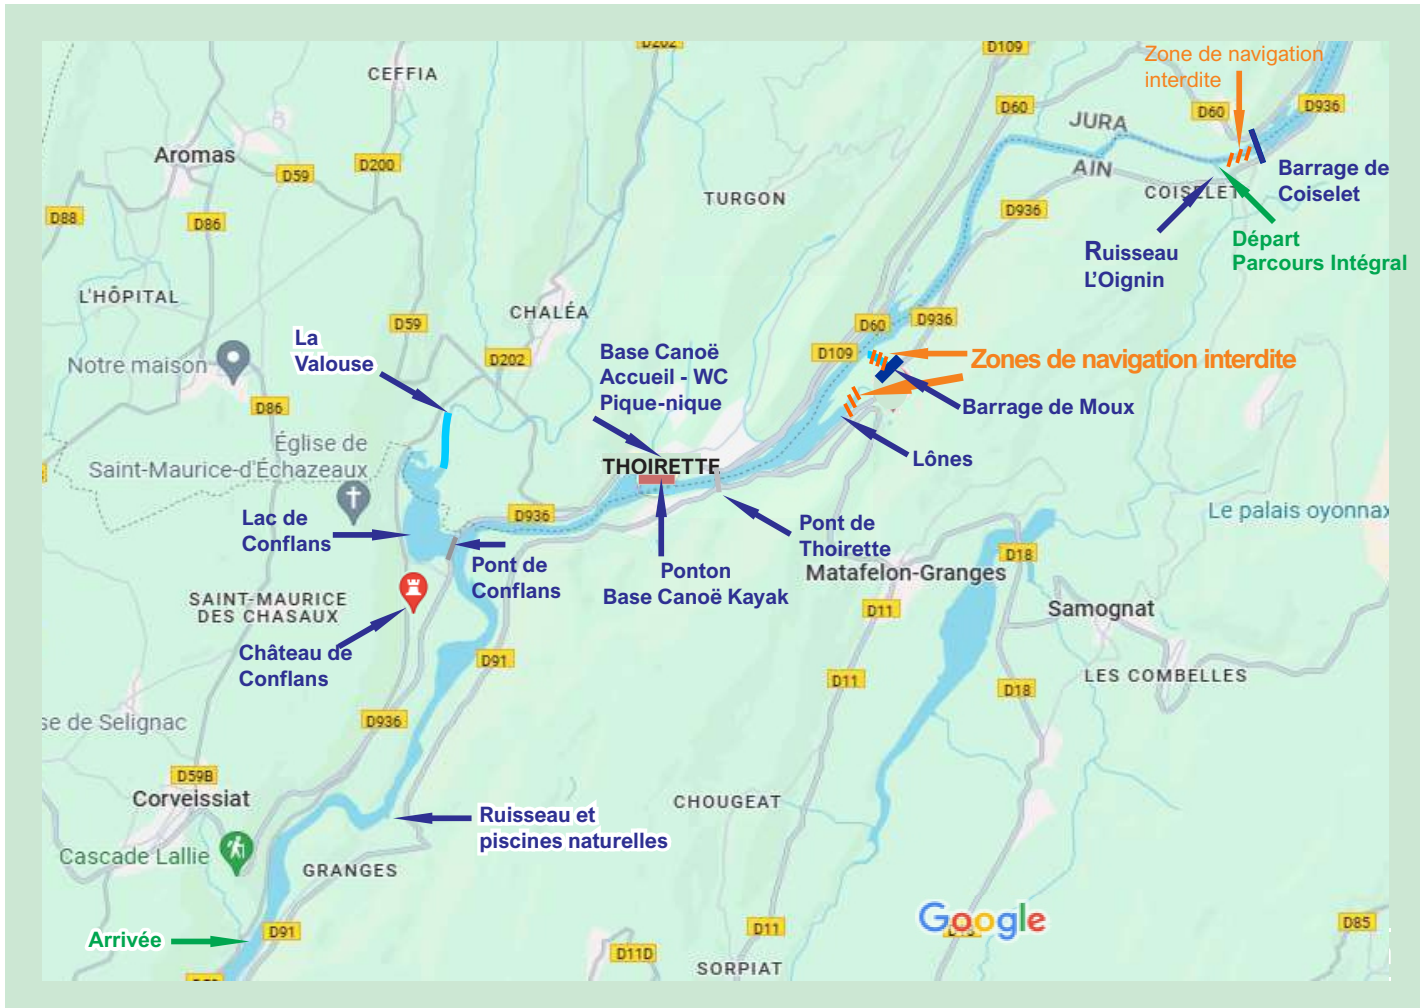 D202
D109
Zone de navigation
interdite
CEFFIA
D60
D60
D936
JURA
Aromas
D200
D59
AIN
Barrage de
Coiselet
COISELET
TURGON
D88
D86
D936
Départ
Parcours Intégral
Ruisseau
L'Oignin
L'HÔPITAL
CHALÉA
D59
D60
D936
La
Valouse
Base Canoë
Accueil - WC
Pique-nique
D109
Zones de navigation interdite
Notre maison
D202
D86
Barrage de Moux
Église de
Saint-Maurice-d'Échazeaux
THOIRETTE
Lônes
Lac de
Conflans
D936
Pont de
Thoirette
Le palais oyonnax
Pont de
Conflans
Ponton
Base Canoë Kayak
Matafelon-Granges
D18
SAINT-MAURICE
DES CHASAUX
D11
Samognat
Château de
Conflans
D91
D11
D18
LES COMBELLES
se de Selignac
D936
D59B
Corveissiat
Ruisseau et
piscines naturelles
CHOUGEAT
Cascade Lallie
GRANGES
Google
Arrivée
D91
D11
D85
D11D
SORPIAT